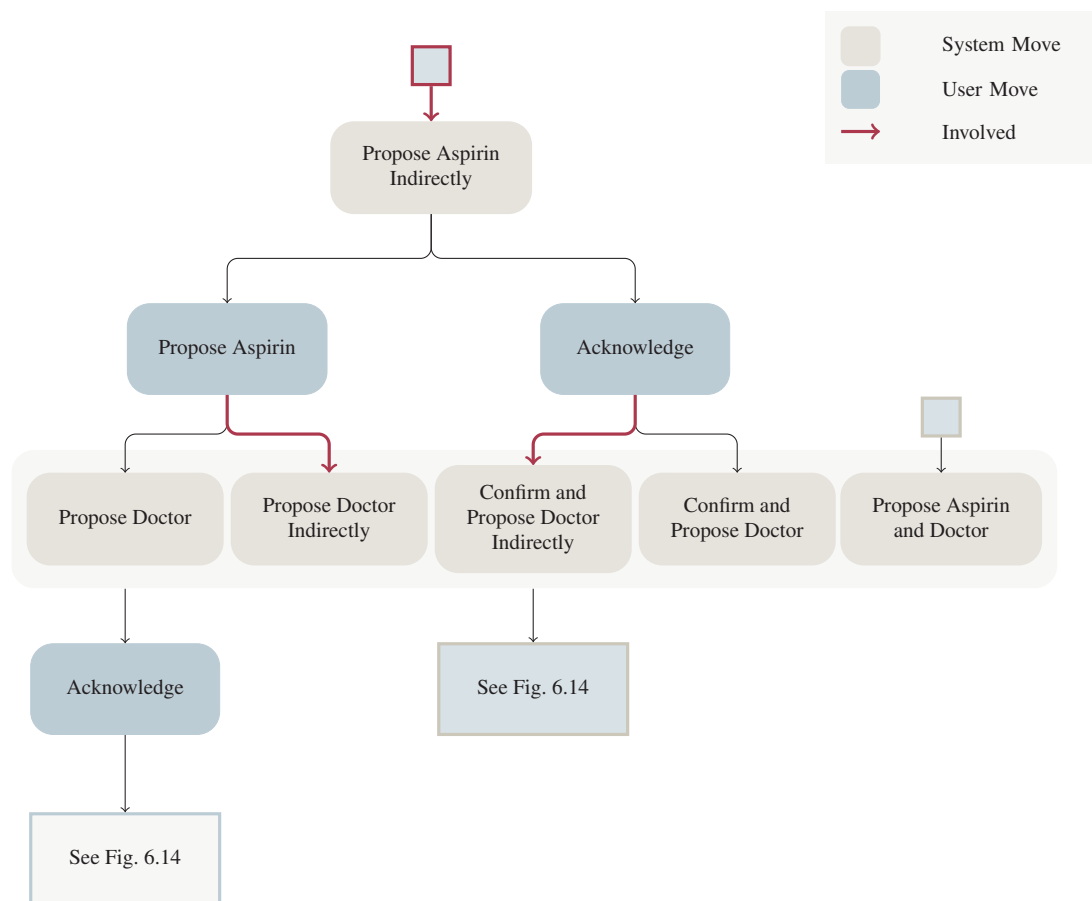 System Move
User Move
Involved
Propose Aspirin
Indirectly
Propose Aspirin
Acknowledge
Propose Doctor
Propose Doctor
Indirectly
Confirm and
Propose Doctor
Indirectly
Confirm and
Propose Doctor
Propose Aspirin
and Doctor
Acknowledge
See Fig. 6.14
See Fig. 6.14